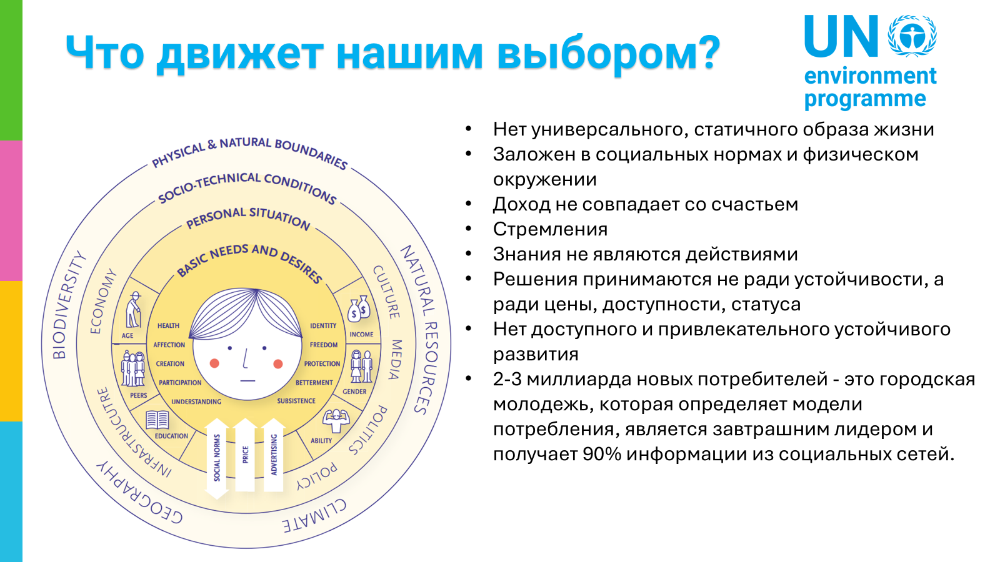 Что движет нашим выбором?
UN
environment
programme
PHYSICAL & NATURAL BOUNDARIES
SOCIO-TECHNICAL CONDITIONS
PERSONAL SITUATION
BASIC NEEDS AND DESIRES
BIODIVERSITY
ECONOMY
CULTURE
NATURAL RESOURCES
MEDIA
INFRASTRUCUTRE
POLITICS
POLICY
GEOGRAPHY
CLIMATE
AGE
PEERS
EDUCATION
INCOME
GENDER
ABILITY
HEALTH
AFFECTION
CREATION
PARTICIPATION
UNDERSTANDING
IDENTITY
FREEDOM
PROTECTION
BETTERMENT
SUBSISTENCE
SOCIAL NORMS
PRICE
ADVERTISING
$ $
• Нет универсального, статичного образа жизни
• Заложен в социальных нормах и физическом
окружении
• Доход не совпадает со счастьем
• Стремления
• Знания не являются действиями
• Решения принимаются не ради устойчивости, а
ради цены, доступности, статуса
• Нет доступного и привлекательного устойчивого
развития
• 2-3 миллиарда новых потребителей - это городская
молодежь, которая определяет модели
потребления, является завтрашним лидером и
получает 90% информации из социальных сетей.